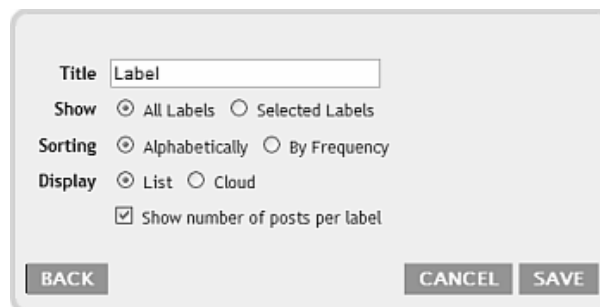 Title Label
Show All Labels Selected Labels
Sorting Alphabetically By Frequency
Display List Cloud
Show number of posts per label
BACK CANCEL SAVE